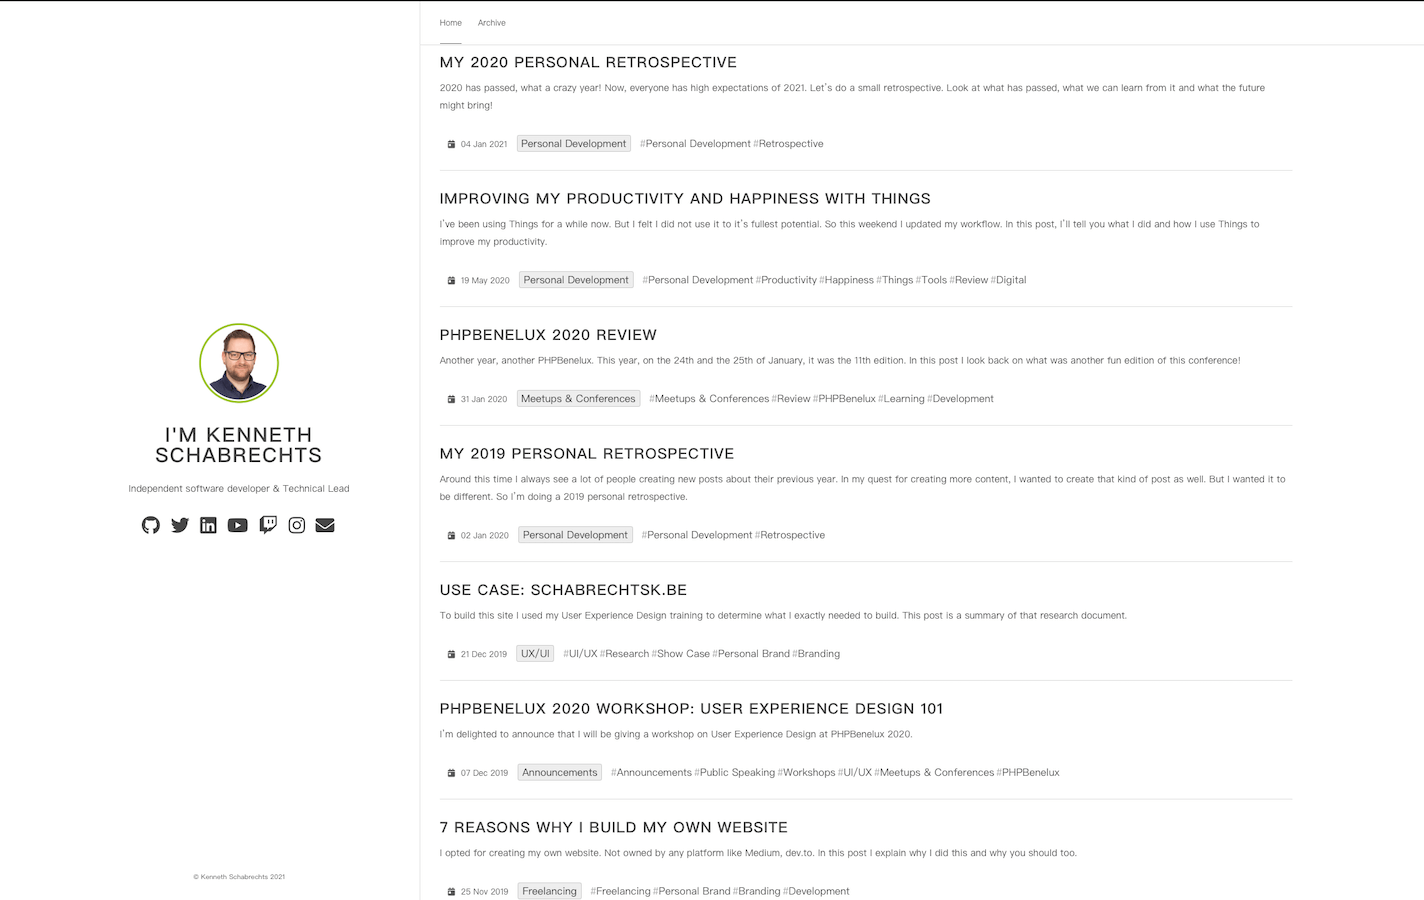 Home Archive
MY 2020 PERSONAL RETROSPECTIVE
2020 has passed, what a crazy year! Now, everyone has high expectations of 2021. Let's do a small retrospective. Look at what has passed, what we can learn from it and what the future
might bring!
04 Jan 2021 Personal Development #Personal Development #Retrospective
IMPROVING MY PRODUCTIVITY AND HAPPINESS WITH THINGS
I've been using Things for a while now. But I felt I did not use it to it's fullest potential. So this weekend I updated my workflow. In this post, I'll tell you what I did and how I use Things to
improve my productivity.
19 May 2020 Personal Development #Personal Development #Productivity #Happiness #Things #Tools #Review #Digital
PHPBENELUX 2020 REVIEW
Another year, another PHPBenelux. This year, on the 24th and the 25th of January, it was the 11th edition. In this post I look back on what was another fun edition of this conference!
31 Jan 2020 Meetups & Conferences #Meetups & Conferences #Review #PHPBenelux #Learning #Development
MY 2019 PERSONAL RETROSPECTIVE
Around this time I always see a lot of people creating new posts about their previous year. In my quest for creating more content, I wanted to create that kind of post as well. But I wanted it to
be different. So I'm doing a 2019 personal retrospective.
02 Jan 2020 Personal Development #Personal Development #Retrospective
USE CASE: SCHABRECHTSK.BE
To build this site I used my User Experience Design training to determine what I exactly needed to build. This post is a summary of that research document.
21 Dec 2019 UX/UI #UI/UX #Research #Show Case #Personal Brand #Branding
PHPBENELUX 2020 WORKSHOP: USER EXPERIENCE DESIGN 101
I'm delighted to announce that I will be giving a workshop on User Experience Design at PHPBenelux 2020.
07 Dec 2019 Announcements #Announcements #Public Speaking #Workshops #UI/UX #Meetups & Conferences #PHPBenelux
7 REASONS WHY I BUILD MY OWN WEBSITE
I opted for creating my own website. Not owned by any platform like Medium, dev.to. In this post I explain why I did this and why you should too.
25 Nov 2019 Freelancing #Freelancing #Personal Brand #Branding #Development
I'M KENNETH
SCHABRECHTS
Independent software developer & Technical Lead
© Kenneth Schabrechts 2021